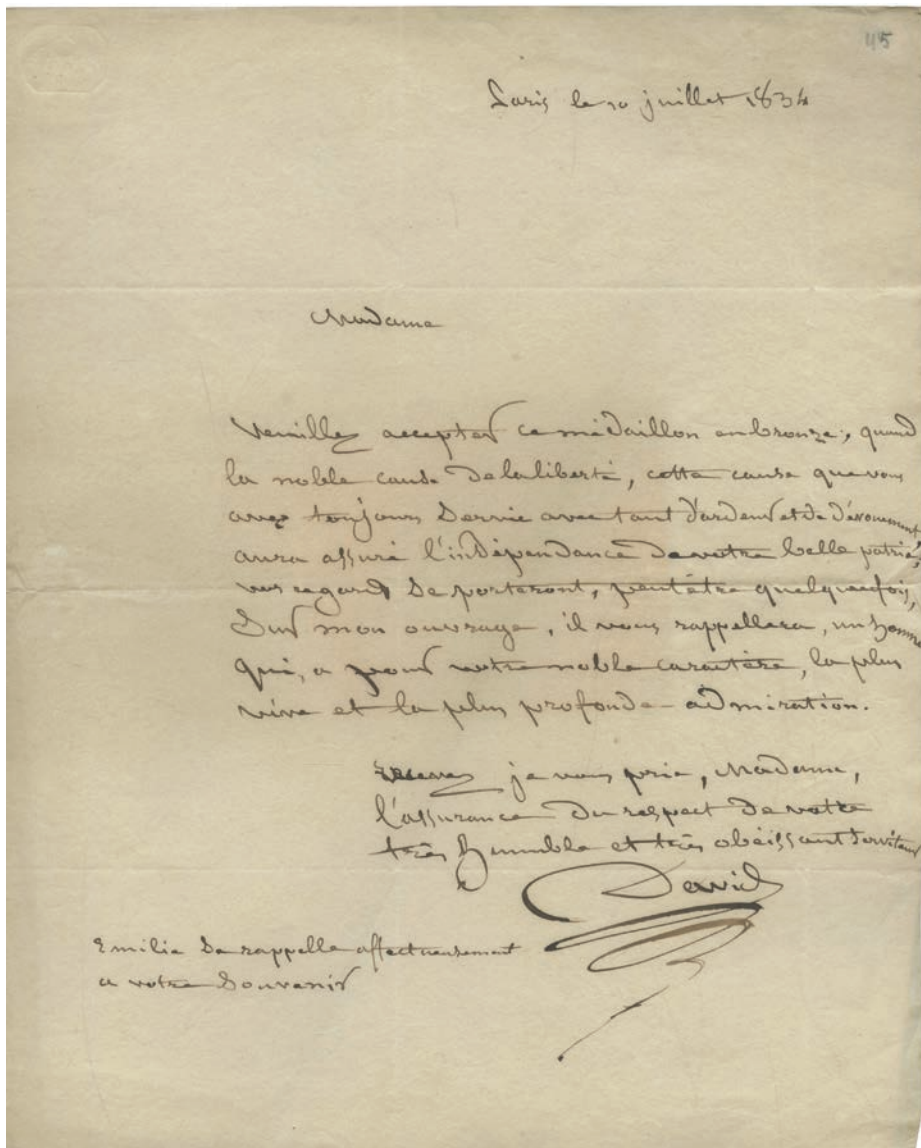 45
Paris le 10 juillet 1834
Madame
Veuillez accepter ce médaillon en bronze; quand
la noble cause de la liberté, cette cause que vous
avez toujours servie avec tant d'ardeur et de dévouement
aura assuré l'indépendance de votre belle patrie,
vos regards se porteront, peut être quelquefois,
sur mon ouvrage, il vous rappellera, un homme
qui, a pour votre noble caractère, la plus
vive et la plus profonde admiration.
recevez je vous prie, Madame,
l'assurance du respect de votre
très humble et très obéissant serviteur
David
Emilie se rappelle affectueusement
a votre souvenir